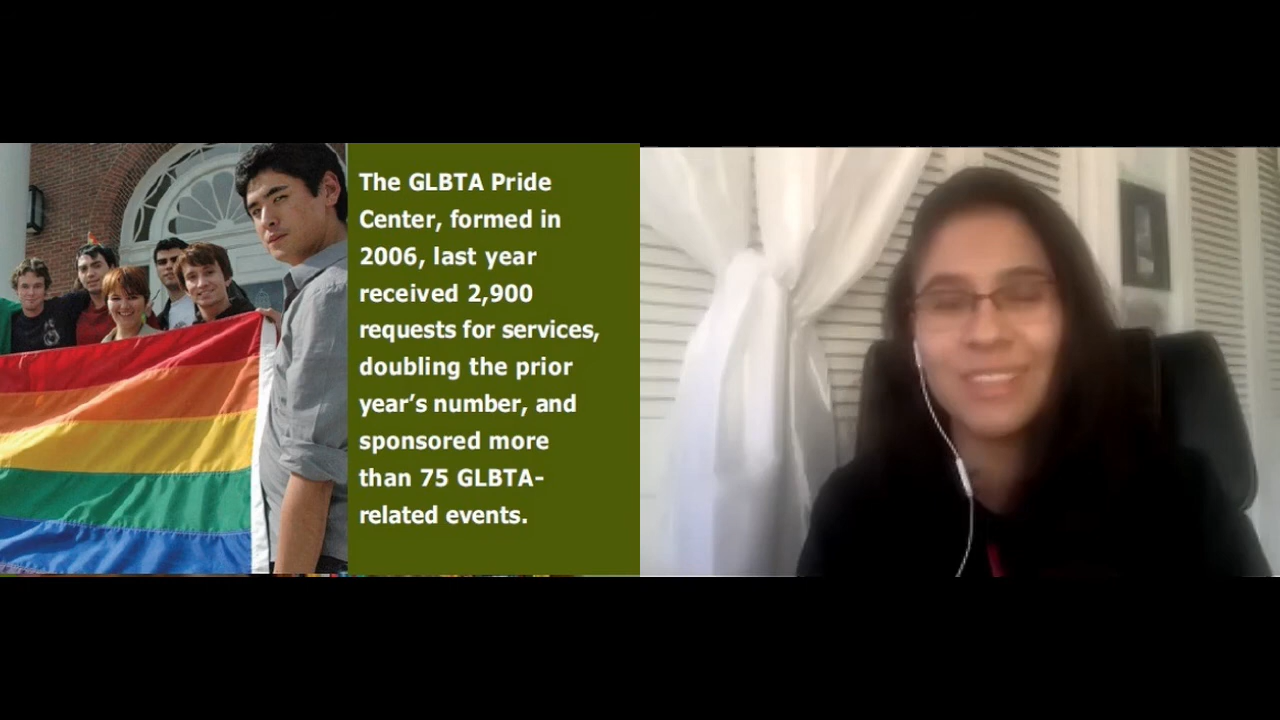 The GLBTA Pride
Center, formed in
2006, last year
received 2,900
requests for services,
doubling the prior
year’s number, and
sponsored more
than 75 GLBTA-
related events.